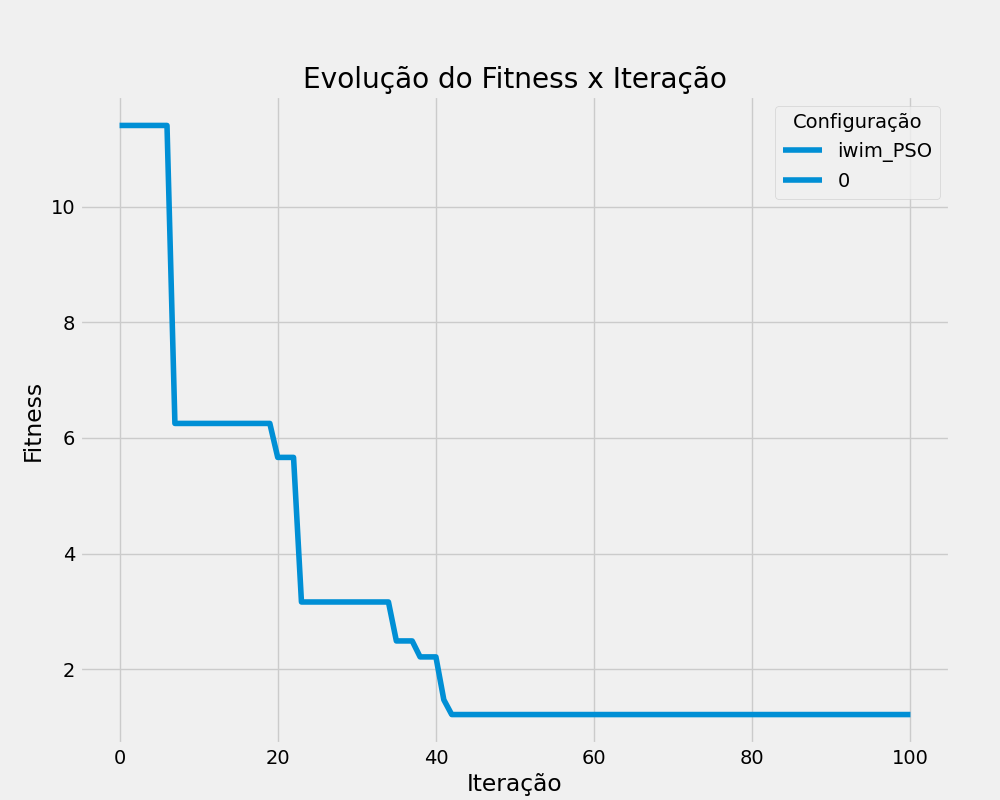 Evolução do Fitness x Iteração
Configuração
iwim_PSO
0
Fitness
10
8
6
4
2
0 20 40 60 80 100
Iteração